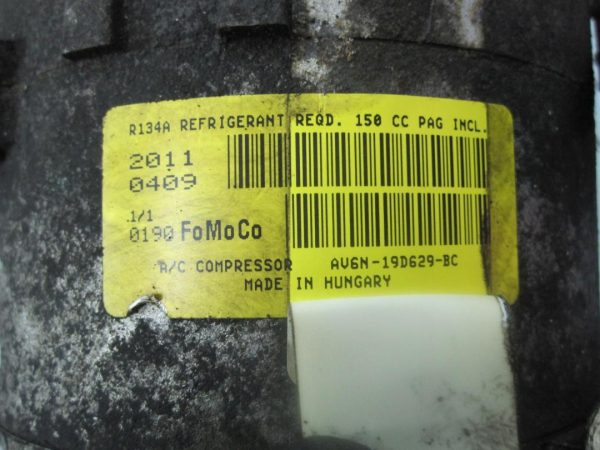 R134A REFRIGERANT REQD. 150 CC PAG INCL.
2011
0409
1/1
0190 FoMoCo
A/C COMPRESSOR AV6N-19D629-BC
MADE IN HUNGARY